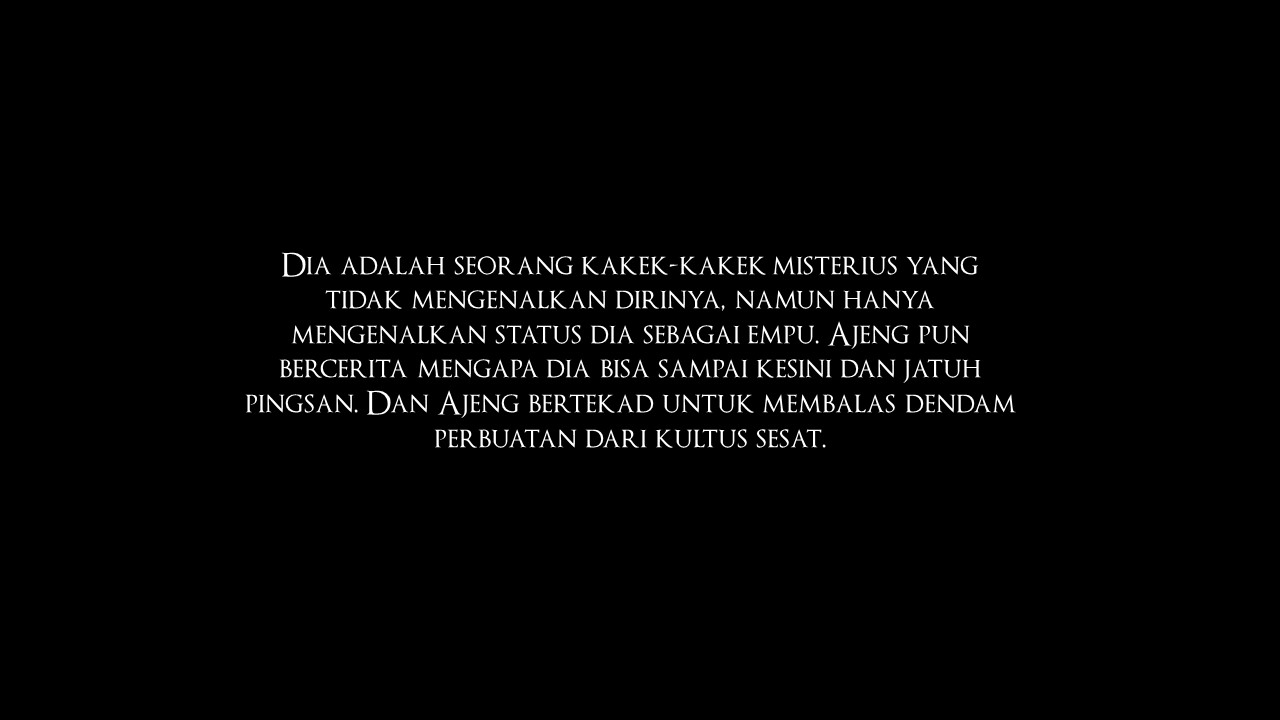 Dia adalah seorang kakek-kakek misterius yang
tidak mengenalkan dirinya, namun hanya
mengenalkan status dia sebagai empu. Ajeng pun
bercerita mengapa dia bisa sampai kesini dan jatuh
pingsan. Dan Ajeng bertekad untuk membalas dendam
perbuatan dari kultus sesat.